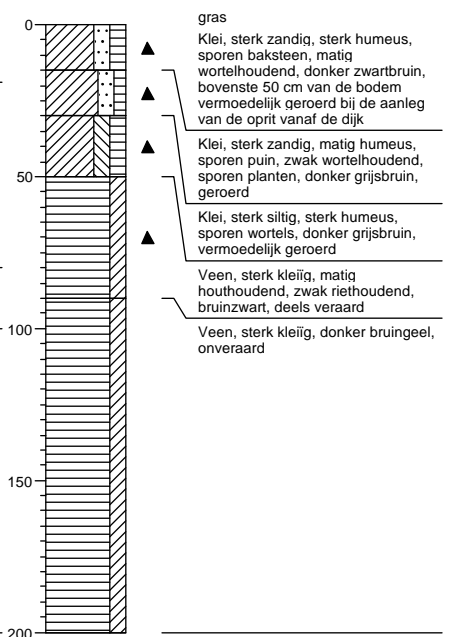 gras
0
Klei, sterk zandig, sterk humeus,
sporen baksteen, matig
wortelhoudend, donker zwartbruin,
bovenste 50 cm van de bodem
vermoedelijk geroerd bij de aanleg
van de oprit vanaf de dijk
Klei, sterk zandig, matig humeus,
sporen puin, zwak wortelhoudend,
sporen planten, donker grijsbruin,
geroerd
50
Klei, sterk siltig, sterk humeus,
sporen wortels, donker grijsbruin,
vermoedelijk geroerd
Veen, sterk kleiïg, matig
houthoudend, zwak riethoudend,
bruinzwart, deels veraard
100
Veen, sterk kleiïg, donker bruingeel,
onveraard
150
200